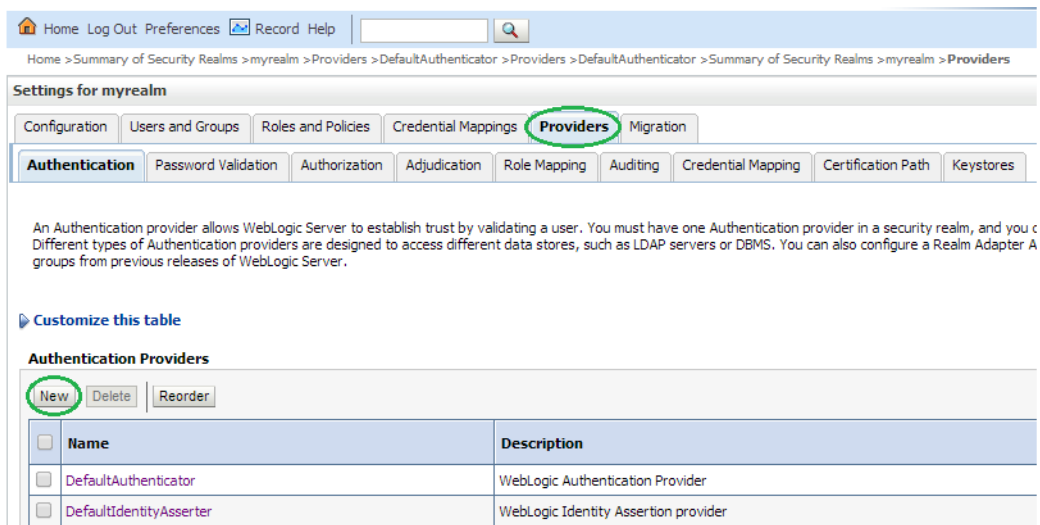 Home Log Out Preferences Record Help
Home >Summary of Security Realms >myrealm >Providers >DefaultAuthenticator >Providers >DefaultAuthenticator >Summary of Security Realms >myrealm >Providers
Settings for myrealm
Configuration Users and Groups Roles and Policies Credential Mappings Providers Migration
Authentication Password Validation Authorization Adjudication Role Mapping Auditing Credential Mapping Certification Path Keystores
An Authentication provider allows WebLogic Server to establish trust by validating a user. You must have one Authentication provider in a security realm, and you
Different types of Authentication providers are designed to access different data stores, such as LDAP servers or DBMS. You can also configure a Realm Adapter A
groups from previous releases of WebLogic Server.
Customize this table
Authentication Providers
New Delete Reorder
Name Description
DefaultAuthenticator WebLogic Authentication Provider
DefaultIdentityAsserter WebLogic Identity Assertion provider